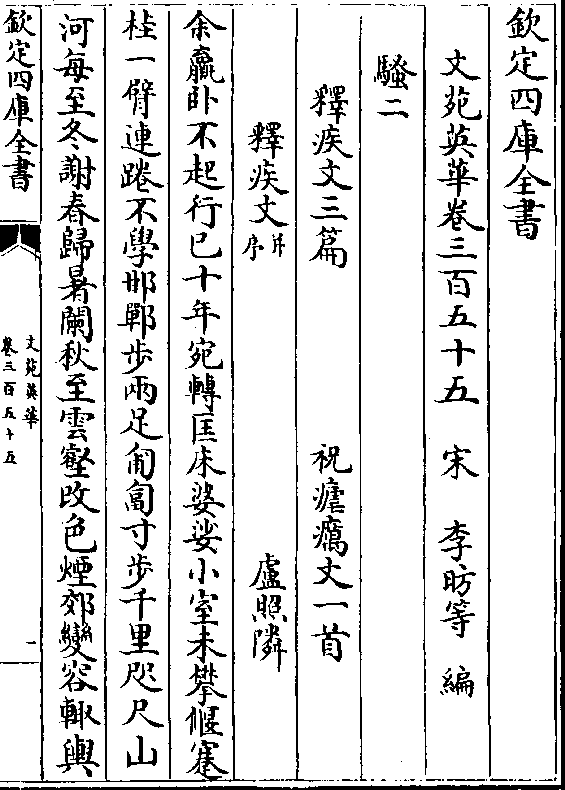 欽定四庫全書
文苑英華卷三百五十五　宋　李昉等　編
騷二
釋疾文三篇　祝瘧癘文一首
釋疾文并序　盧照隣
余羸卧不起行已十年宛轉匡床婆娑小室未攀偃蹇
桂一臂連踡不學邯鄲步兩足匍匐寸步千里咫尺山
河每至冬謝春歸暑闌秋至雲壑改色煙郊變容輙輿
欽定四庫全書
文苑英華
卷三百五十五
一